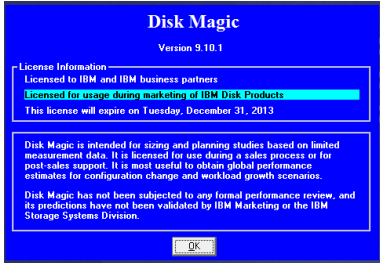 Disk Magic
Version 9.10.1
License Information
Licensed to IBM and IBM business partners
Licensed for usage during marketing of IBM Disk Products
This license will expire on Tuesday, December 31, 2013
Disk Magic is intended for sizing and planning studies based on limited
measurement data. It is licensed for use during a sales process or for
post-sales support. It is most useful to obtain global performance
estimates for configuration change and workload growth scenarios.
Disk Magic has not been subjected to any formal performance review, and
its predictions have not been validated by IBM Marketing or the IBM
Storage Systems Division.
OK